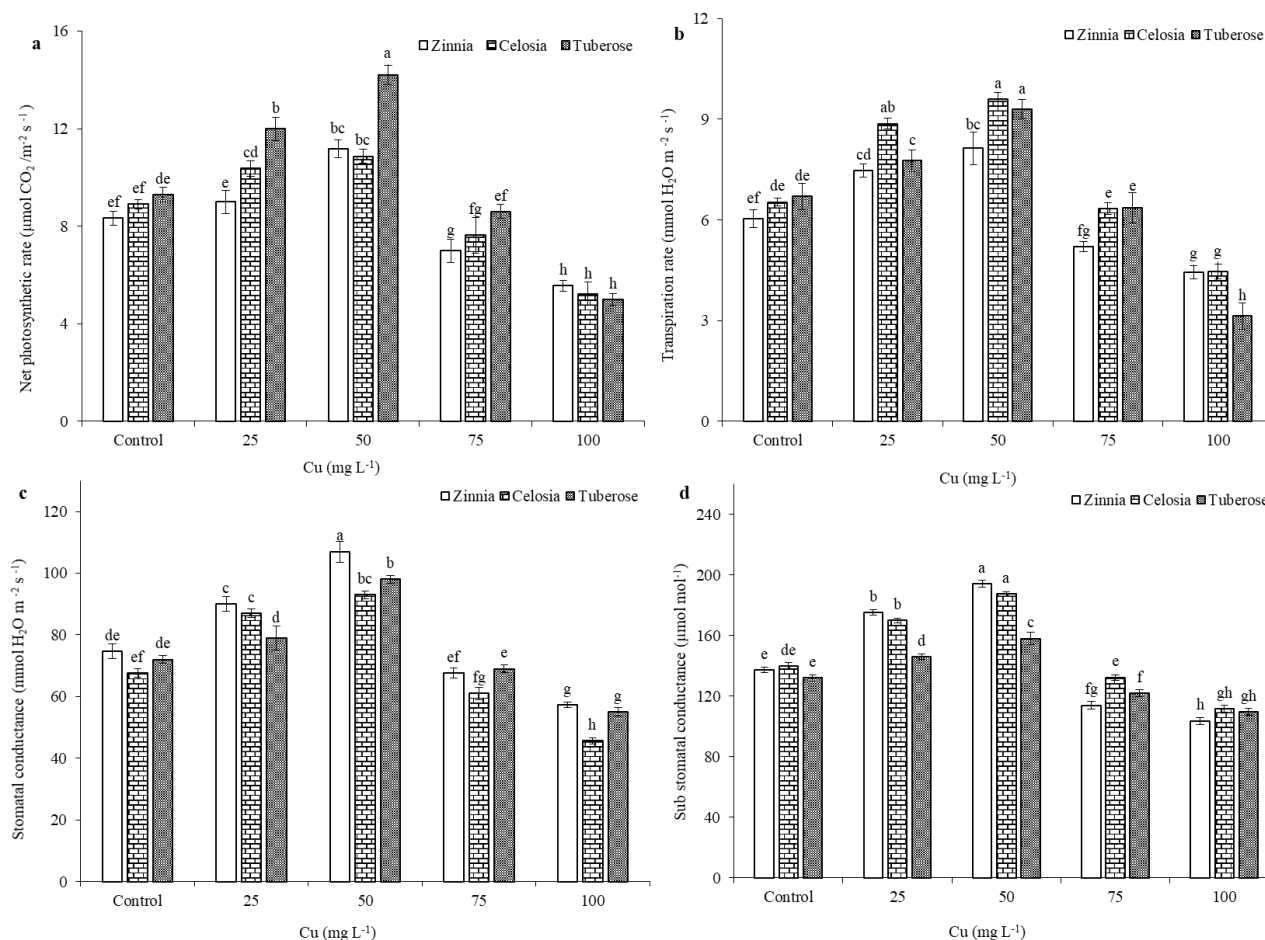 a
Zinnia Celosia Tuberose
Net photosynthetic rate (µmol CO₂ /m⁻² s ⁻¹)
16
12
8
4
0
ef ef de
e cd b
bc bc a
g fg ef
h h h
Control 25 50 75 100
Cu (mg L⁻¹)
b
Zinnia Celosia Tuberose
Transpiration rate (mmol H₂O m ⁻² s ⁻¹)
12
9
6
3
0
ef de de
cd ab c
bc a a
fg e e
g g h
Control 25 50 75 100
Cu (mg L⁻¹)
c
Zinnia Celosia Tuberose
Stomatal conductance (mmol H₂O m ⁻² s ⁻¹)
120
100
80
60
40
20
0
de ef de
c c d
a bc b
ef fg e
g h g
Control 25 50 75 100
Cu (mg L⁻¹)
d
Zinnia Celosia Tuberose
Sub stomatal conductance (µmol mol⁻¹)
240
200
160
120
80
40
0
e de e
b b d
a a c
fg e f
h gh gh
Control 25 50 75 100
Cu (mg L⁻¹)